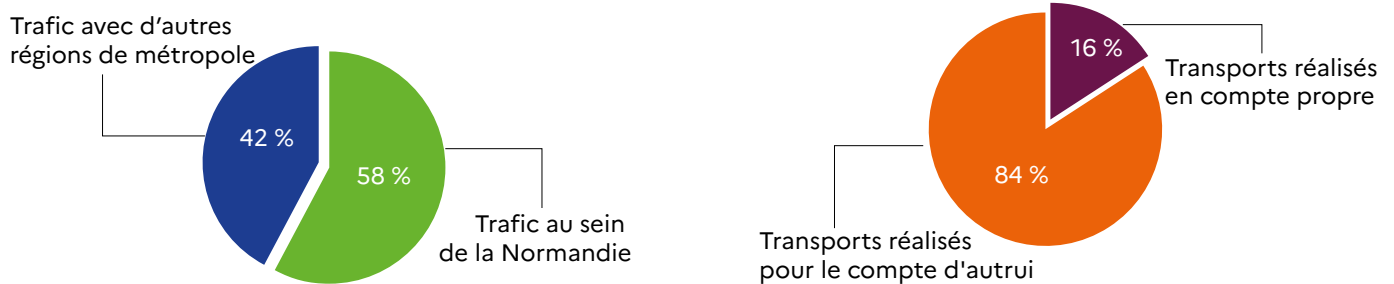 Trafic avec d’autres
régions de métropole
42 %
58 %
Trafic au sein
de la Normandie
16 %
Transports réalisés
en compte propre
84 %
Transports réalisés
pour le compte d'autrui